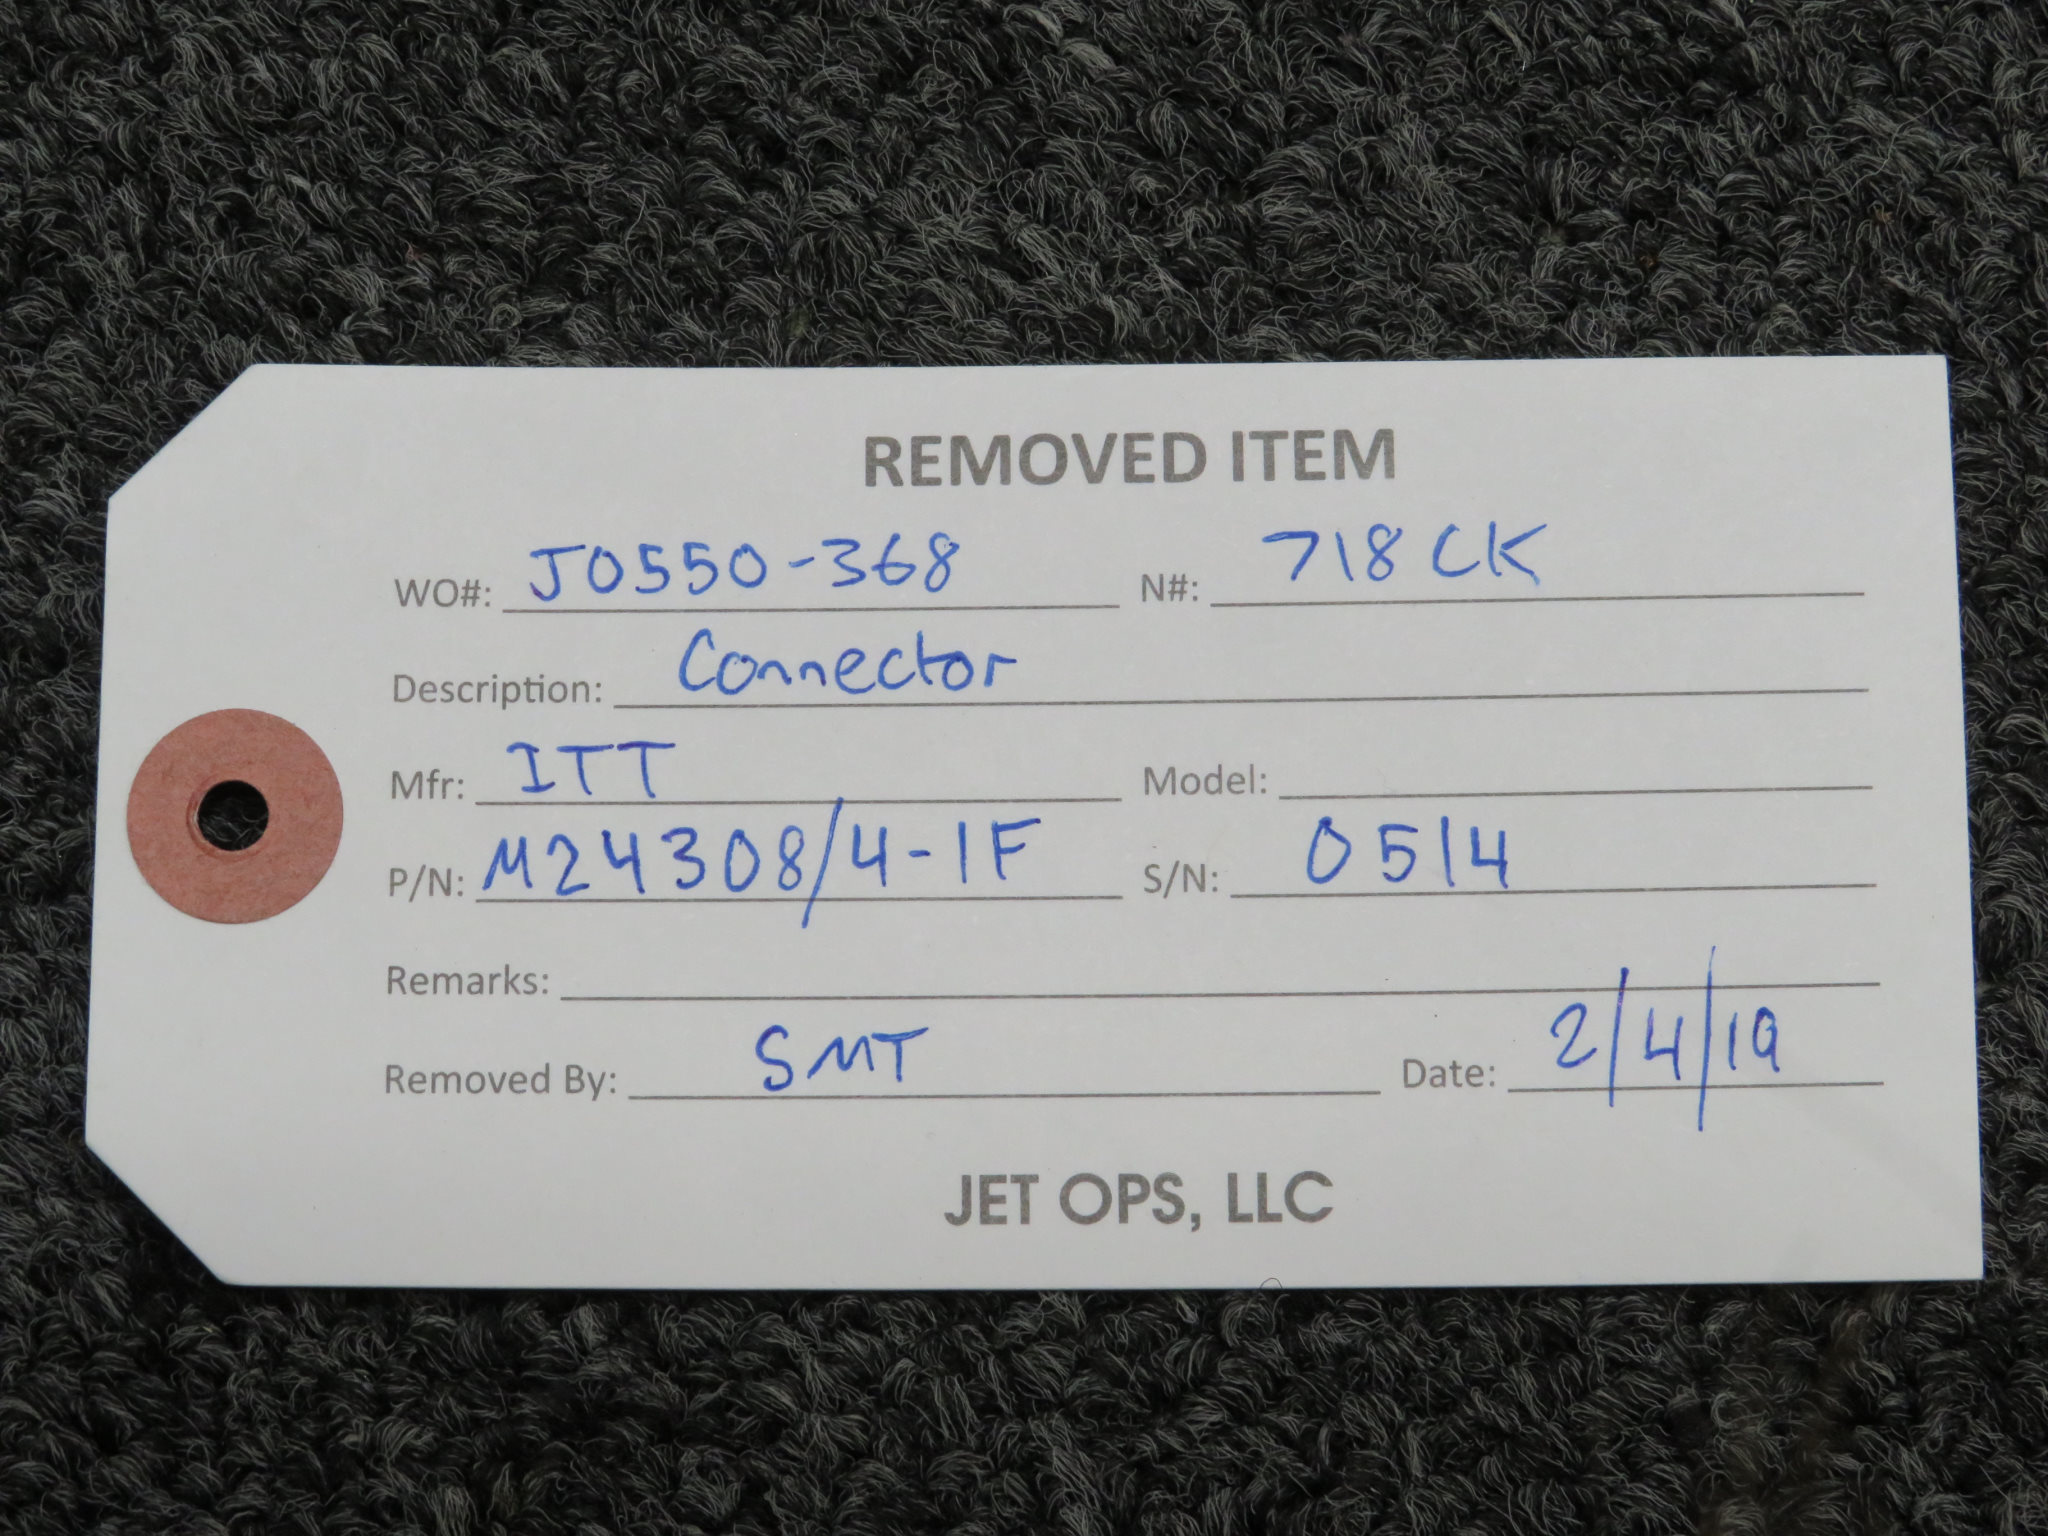 REMOVED ITEM
WO#: J0550-368 N#: 718CK
Description: Connector
Mfr: ITT Model:
P/N: M24308/4-1F S/N: 0514
Remarks:
Removed By: SMT Date: 2/4/19
JET OPS, LLC